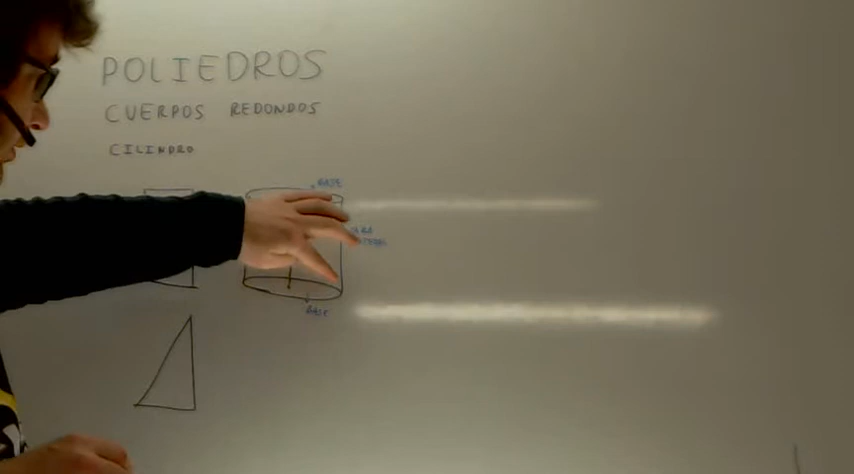 POLIEDROS
CUERPOS REDONDOS
CILINDRO
BASE
BASE